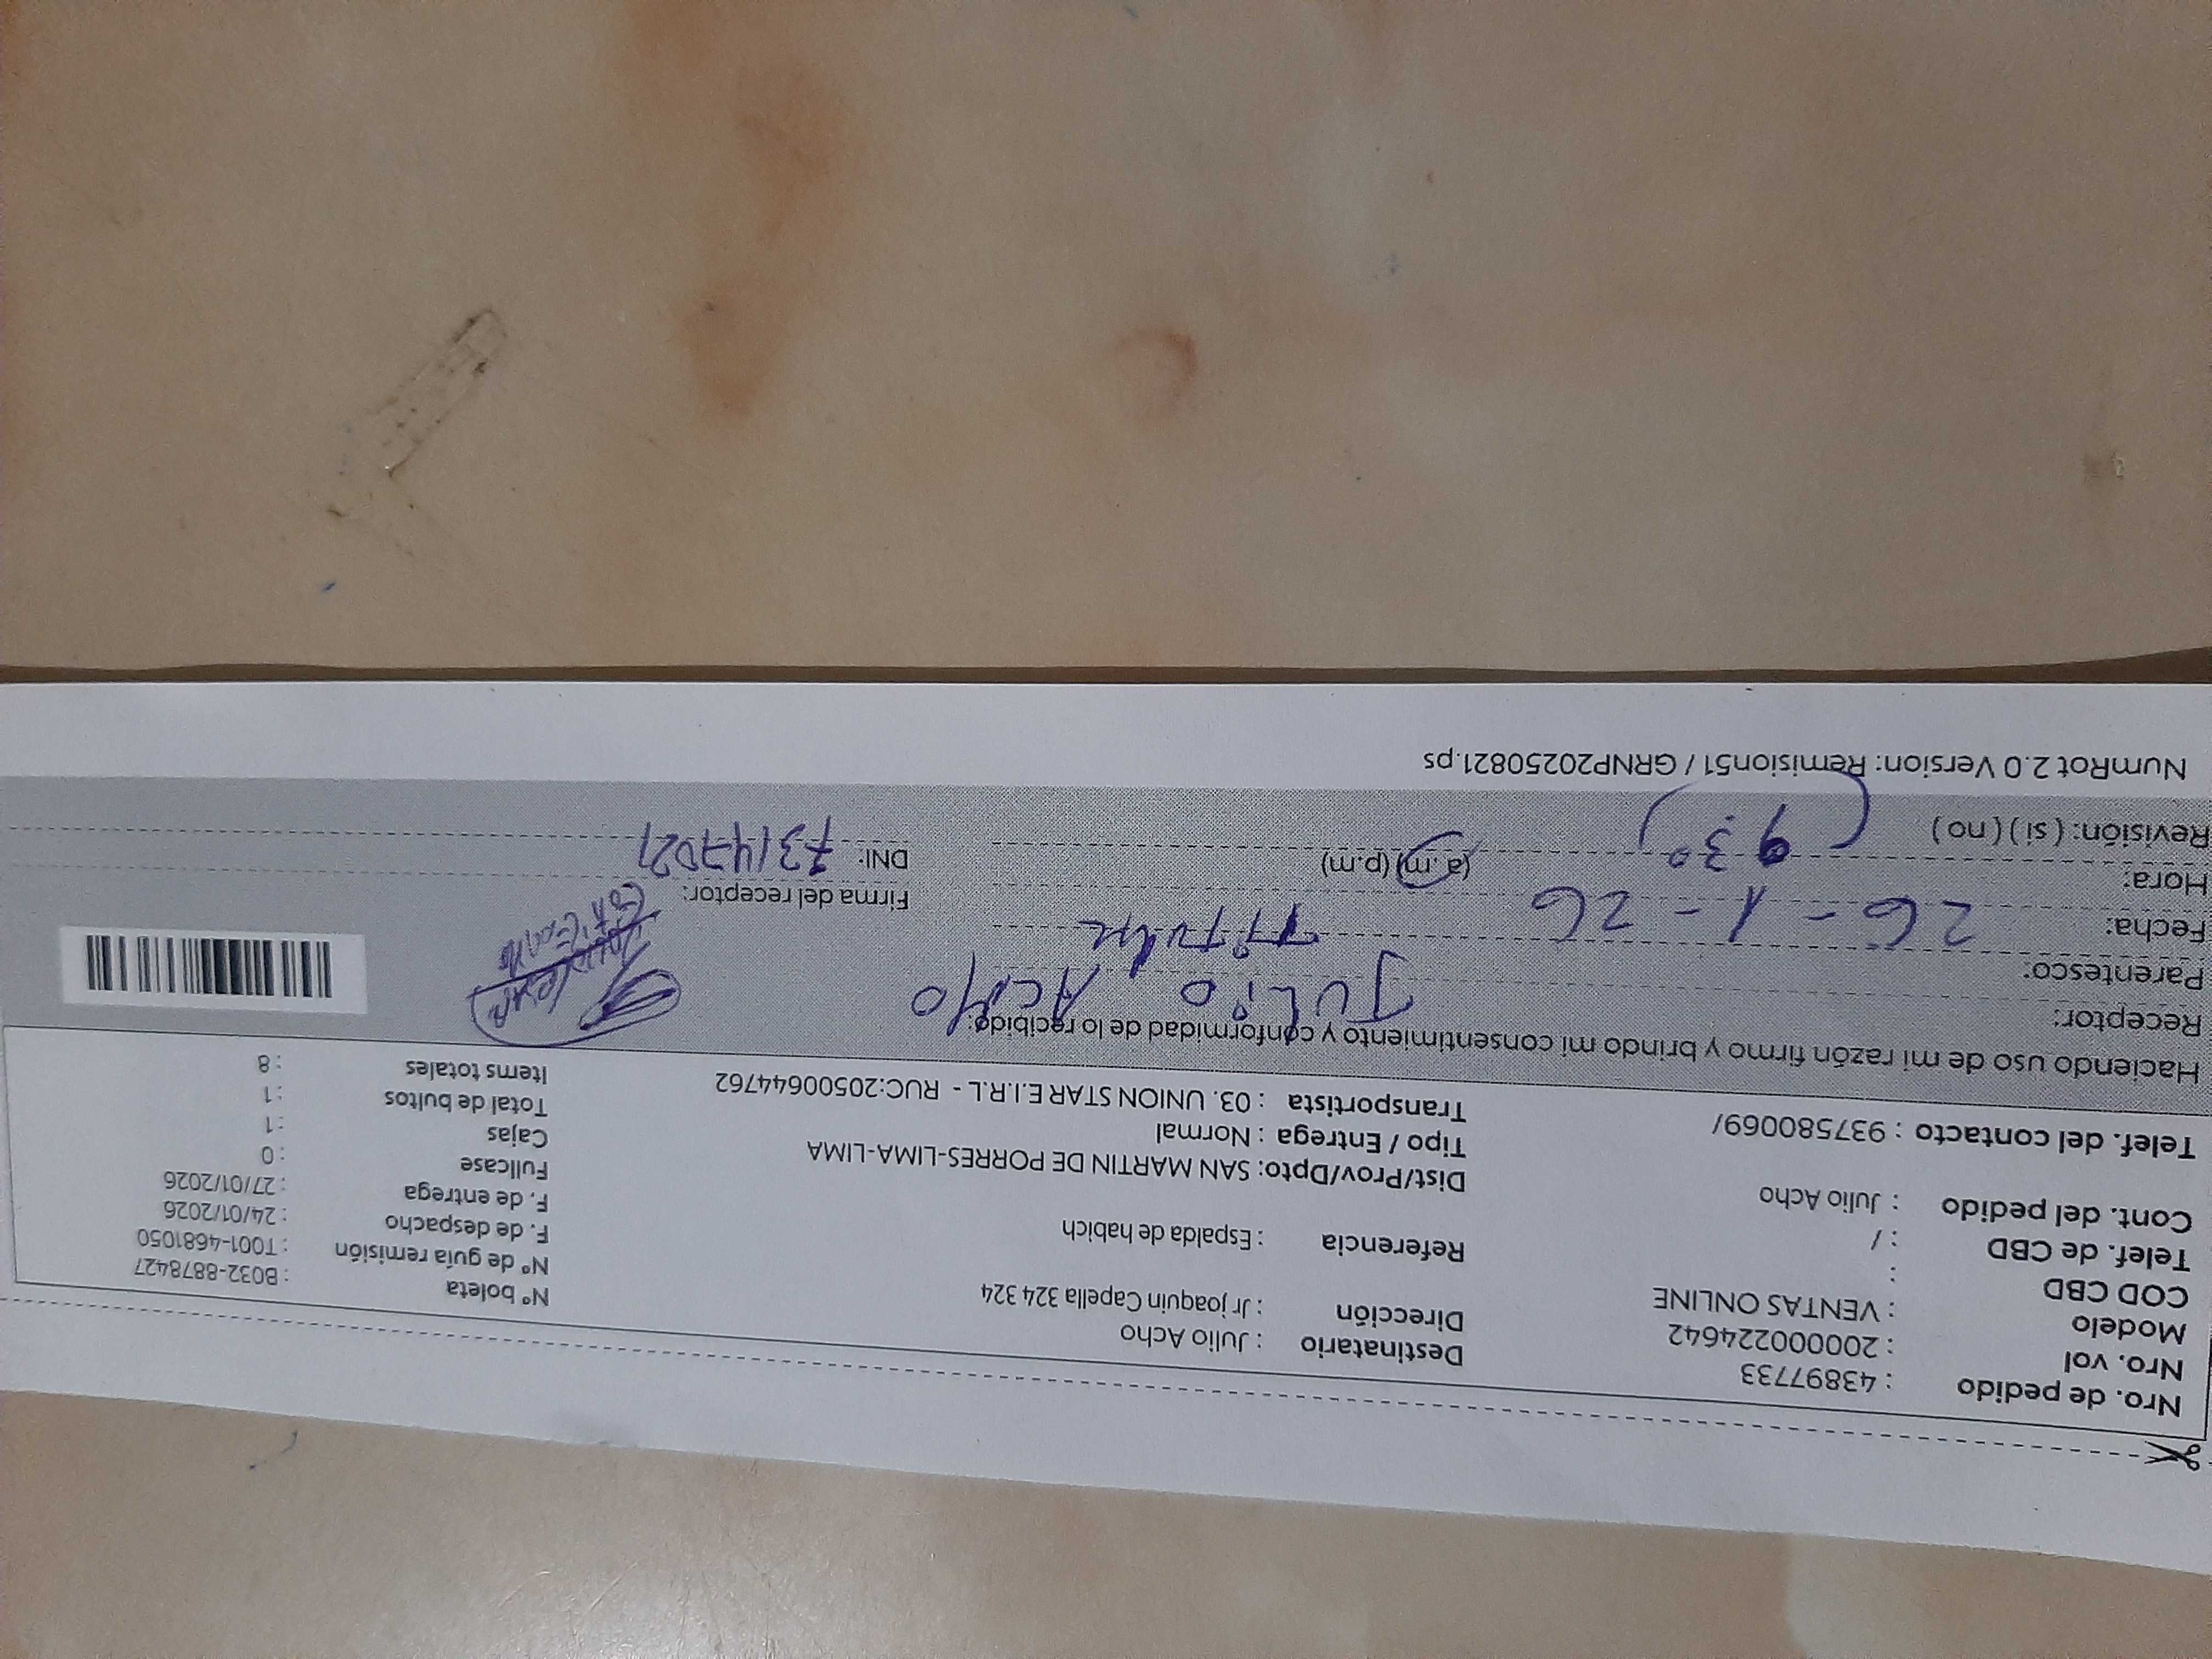 Nro. de pedido : 43897733
Nro. vol : 20000224642
Modelo : VENTAS ONLINE
COD CBD :
Telef. de CBD : /
Cont. del pedido : Julio Acho
Telef. del contacto : 937580069/
Destinatario : Julio Acho
Dirección : Jr joaquin Capella 324 324
Referencia : Espalda de habich
Dist/Prov/Dpto: SAN MARTIN DE PORRES-LIMA-LIMA
Tipo / Entrega : Normal
Transportista : 03. UNION STAR E.I.R.L - RUC:20500644762
N° boleta : B032-8878427
N° de guía remisión : T001-4681050
F. de despacho : 24/01/2026
F. de entrega : 27/01/2026
Fullcase : 0
Cajas : 1
Total de bultos : 1
Items totales : 8
Haciendo uso de mi razón firmo y brindo mi consentimiento y conformidad de lo recibido:
Receptor: JULIO ACHO
Parentesco: TiTular
Fecha: 26 - 1 - 26
Hora: 930 (a.m) (p.m)
Revisión: ( si ) ( no )
Firma del receptor:
DNI: 73147021
NumRot 2.0 Version: Remision51 / GRNP20250821.ps